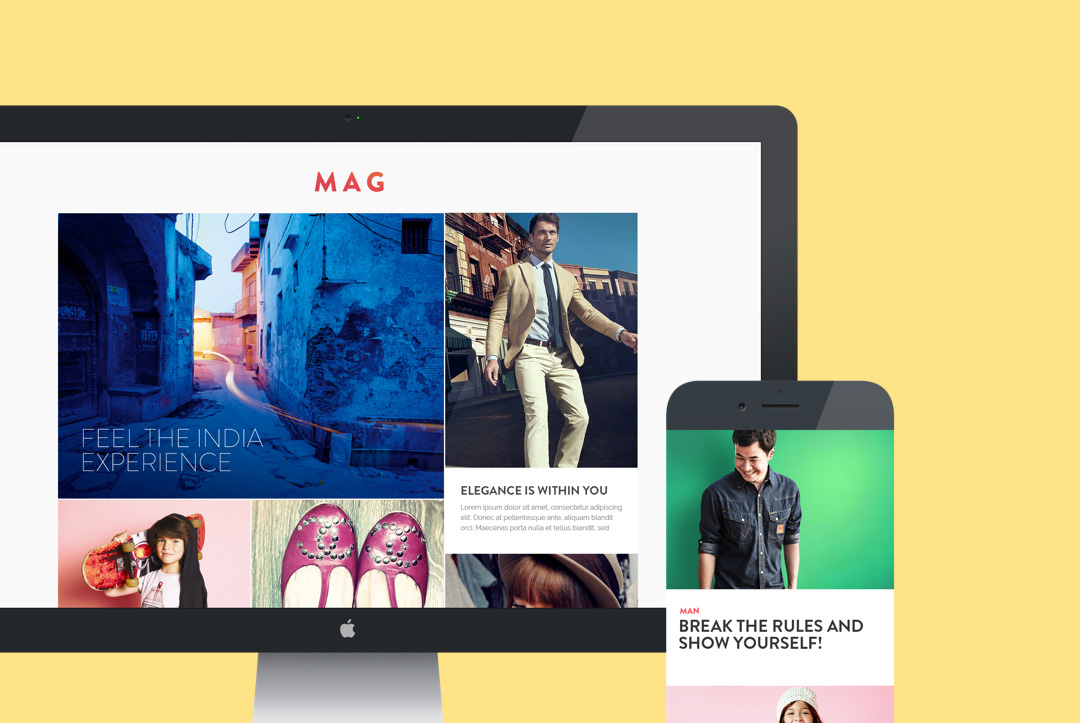 MAG
FEEL THE INDIA
EXPERIENCE
ELEGANCE IS WITHIN YOU
Lorem ipsum dolor sit amet, consectetur adipiscing
elit. Donec at pellentesque ante, aliquam blandit
orci. Maecenas porta nulla et tellus blandit, sed
MAN
BREAK THE RULES AND
SHOW YOURSELF!